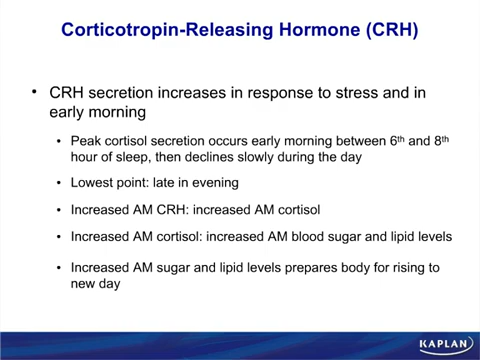 Corticotropin-Releasing Hormone (CRH)
• CRH secretion increases in response to stress and in
early morning
• Peak cortisol secretion occurs early morning between 6th and 8th
hour of sleep, then declines slowly during the day
• Lowest point: late in evening
• Increased AM CRH: increased AM cortisol
• Increased AM cortisol: increased AM blood sugar and lipid levels
• Increased AM sugar and lipid levels prepares body for rising to
new day
KAPLAN